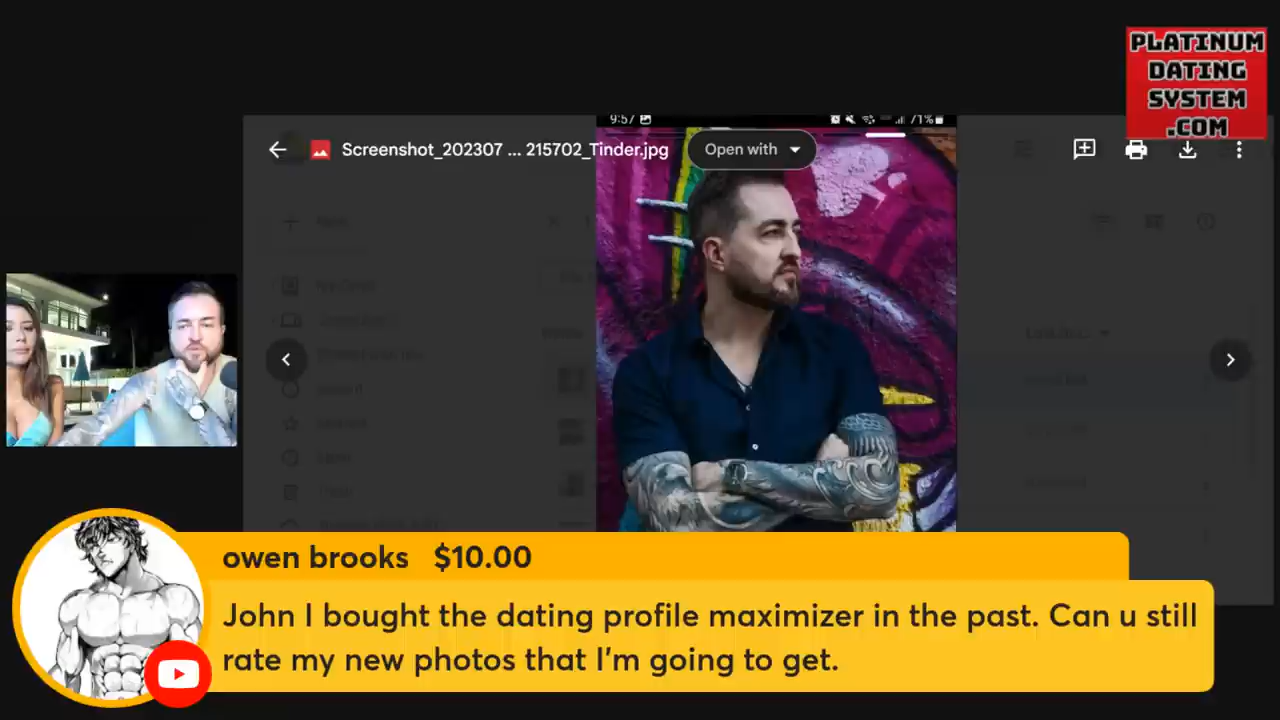 PLATINUM
DATING
SYSTEM
.COM
9:57
71%
Screenshot_202307 ... 215702_Tinder.jpg
Open with
owen brooks $10.00
John I bought the dating profile maximizer in the past. Can u still
rate my new photos that I'm going to get.